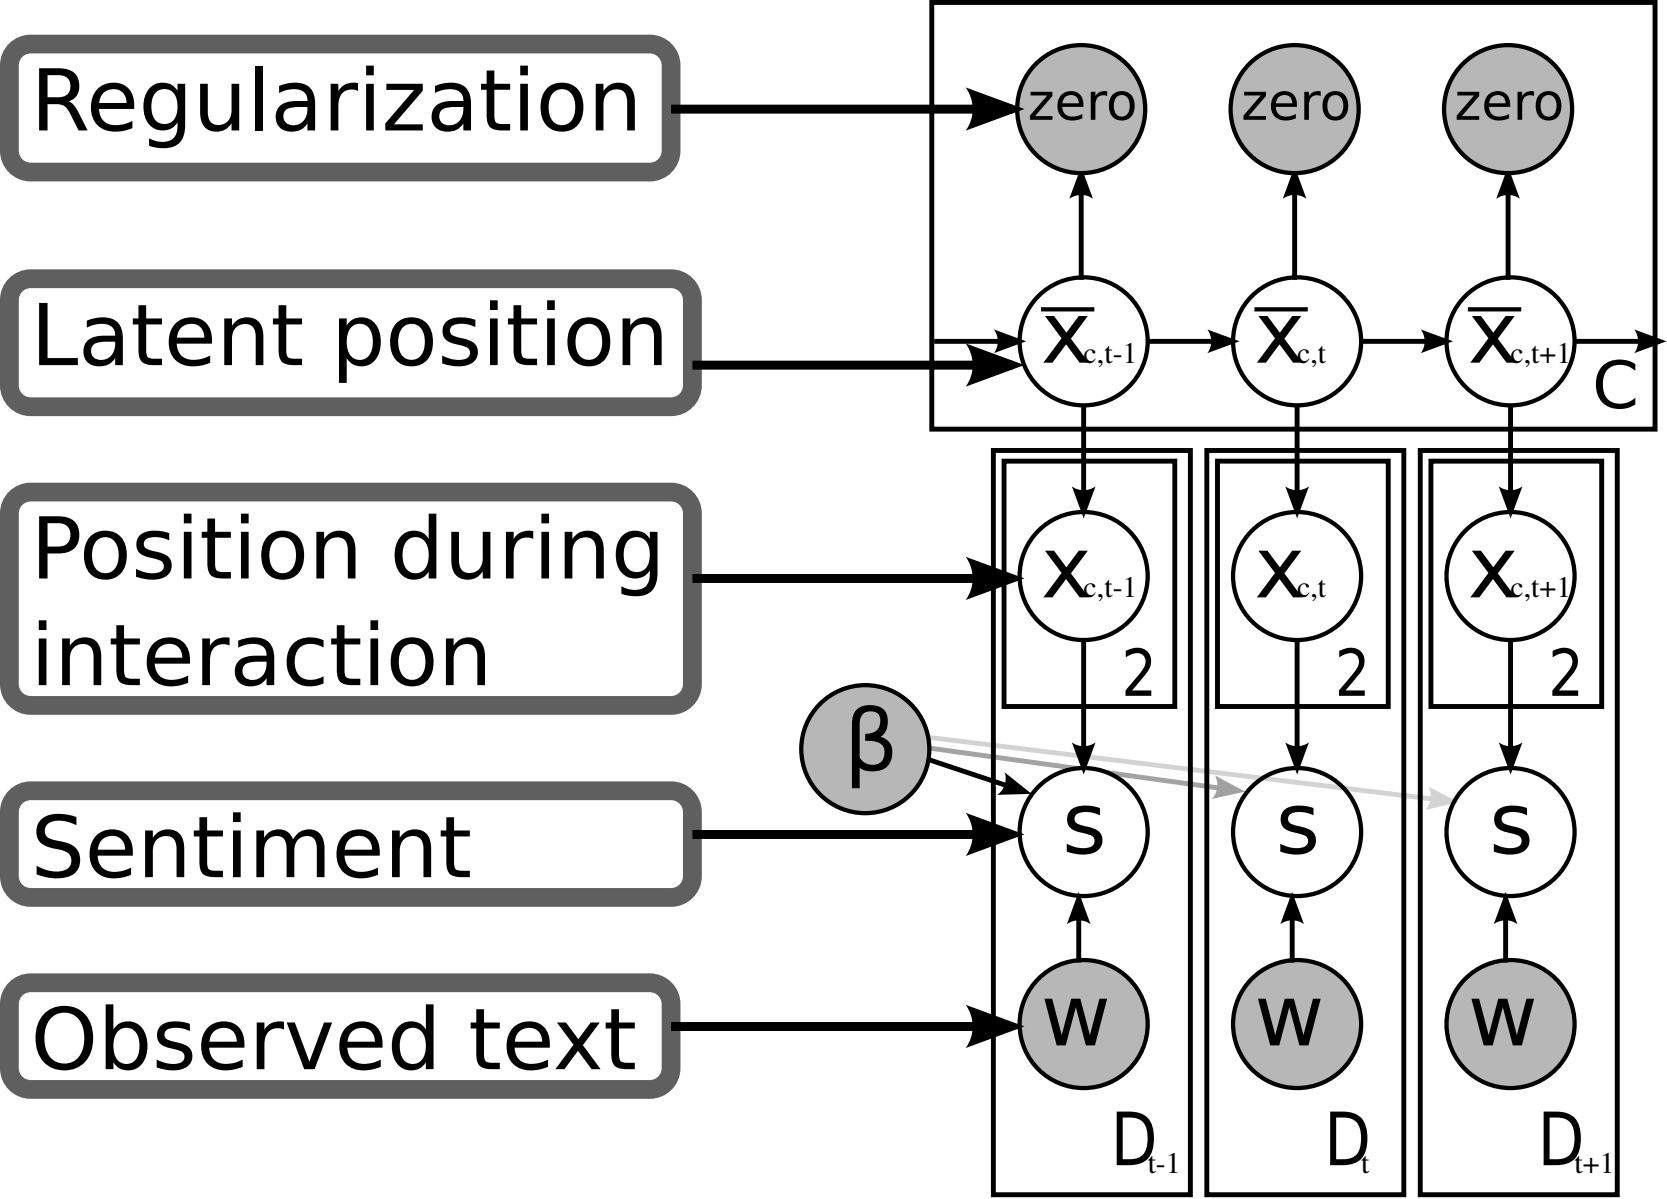 Regularization
zero zero zero
Latent position
x̅c,t-1 x̅c,t x̅c,t+1
C
Position during
interaction
xc,t-1 xc,t xc,t+1
2 2 2
β
Sentiment
s s s
Observed text
w w w
Dt-1 Dt Dt+1